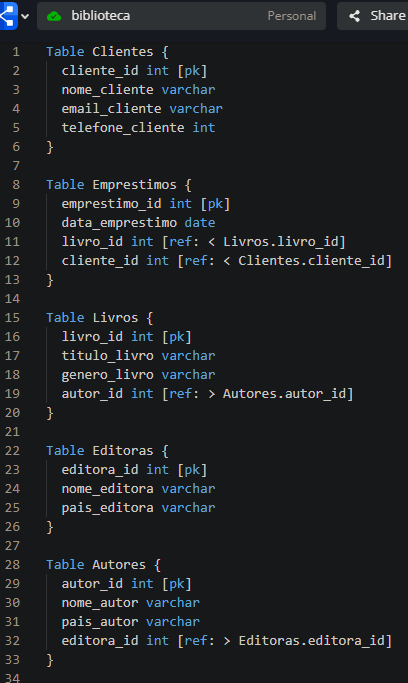 biblioteca Personal Share
1 Table Clientes {
2 cliente_id int [pk]
3 nome_cliente varchar
4 email_cliente varchar
5 telefone_cliente int
6 }
7
8 Table Emprestimos {
9 emprestimo_id int [pk]
10 data_emprestimo date
11 livro_id int [ref: < Livros.livro_id]
12 cliente_id int [ref: < Clientes.cliente_id]
13 }
14
15 Table Livros {
16 livro_id int [pk]
17 titulo_livro varchar
18 genero_livro varchar
19 autor_id int [ref: > Autores.autor_id]
20 }
21
22 Table Editoras {
23 editora_id int [pk]
24 nome_editora varchar
25 pais_editora varchar
26 }
27
28 Table Autores {
29 autor_id int [pk]
30 nome_autor varchar
31 pais_autor varchar
32 editora_id int [ref: > Editoras.editora_id]
33 }
34